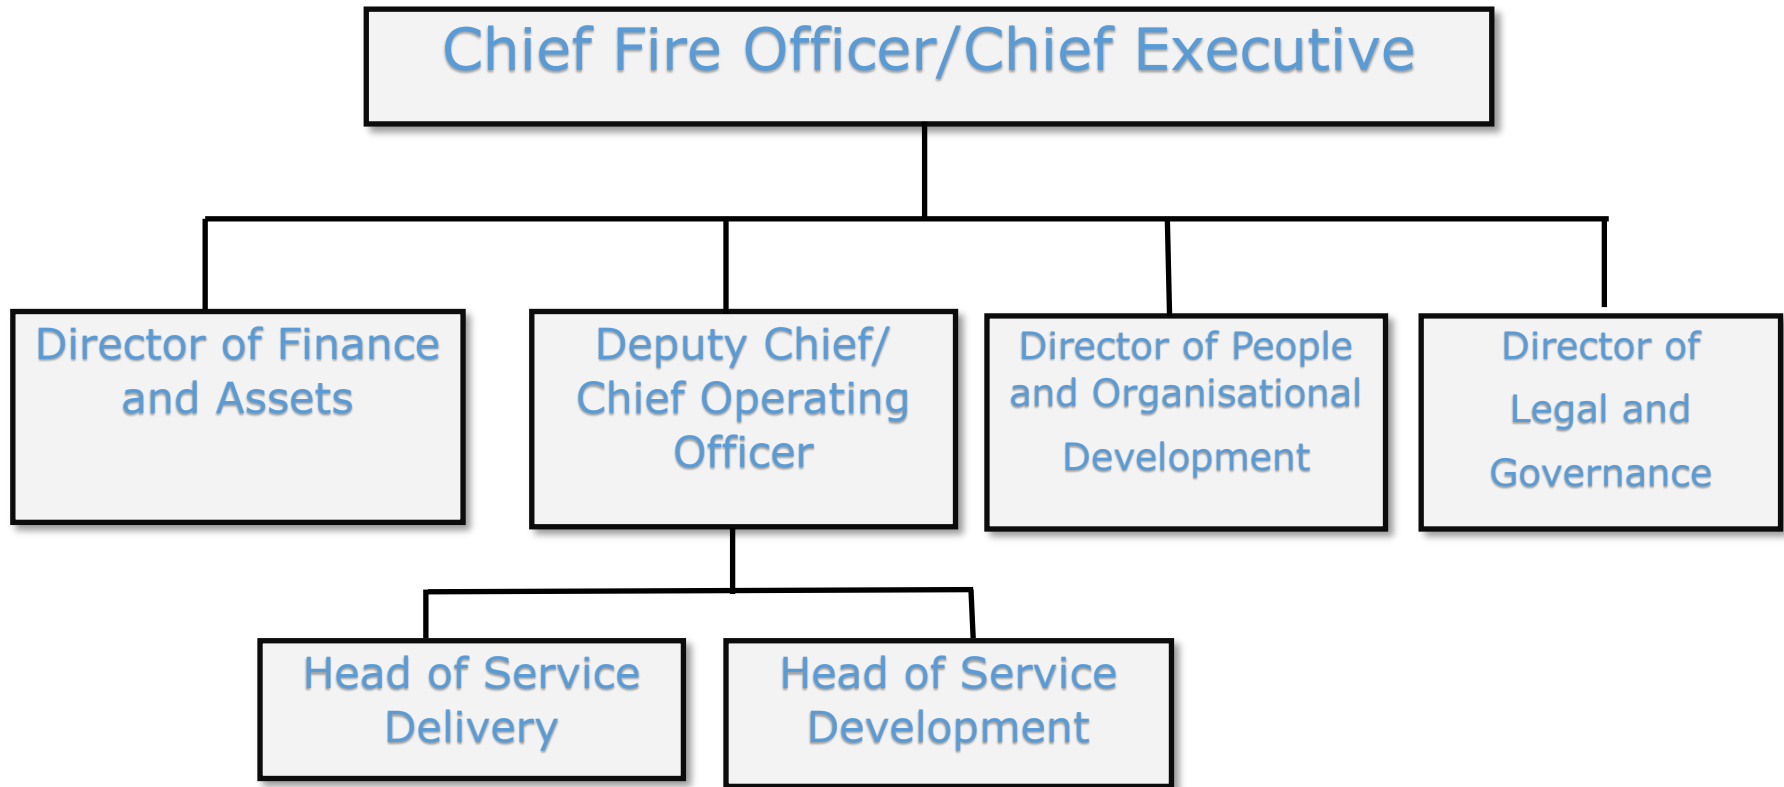 Chief Fire Officer/Chief Executive
Director of Finance
and Assets
Deputy Chief/
Chief Operating
Officer
Director of People
and Organisational
Development
Director of
Legal and
Governance
Head of Service
Delivery
Head of Service
Development